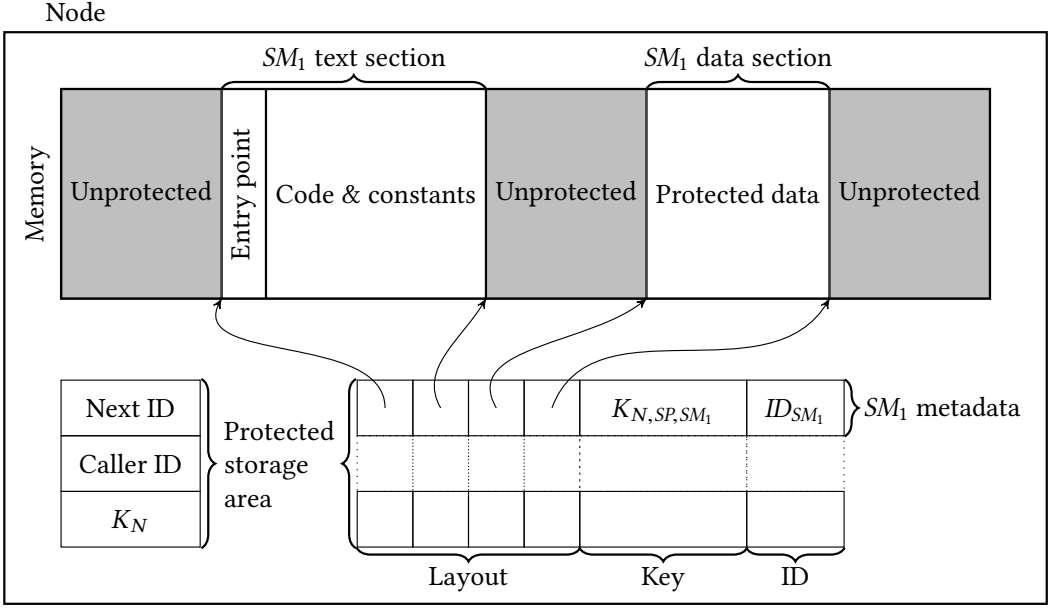 Node
SM₁ text section
SM₁ data section
Memory
Unprotected
Entry point
Code & constants
Unprotected
Protected data
Unprotected
Next ID
Caller ID
K_N
Protected
storage
area
K_{N,SP,SM₁}
ID_{SM₁}
SM₁ metadata
Layout
Key
ID